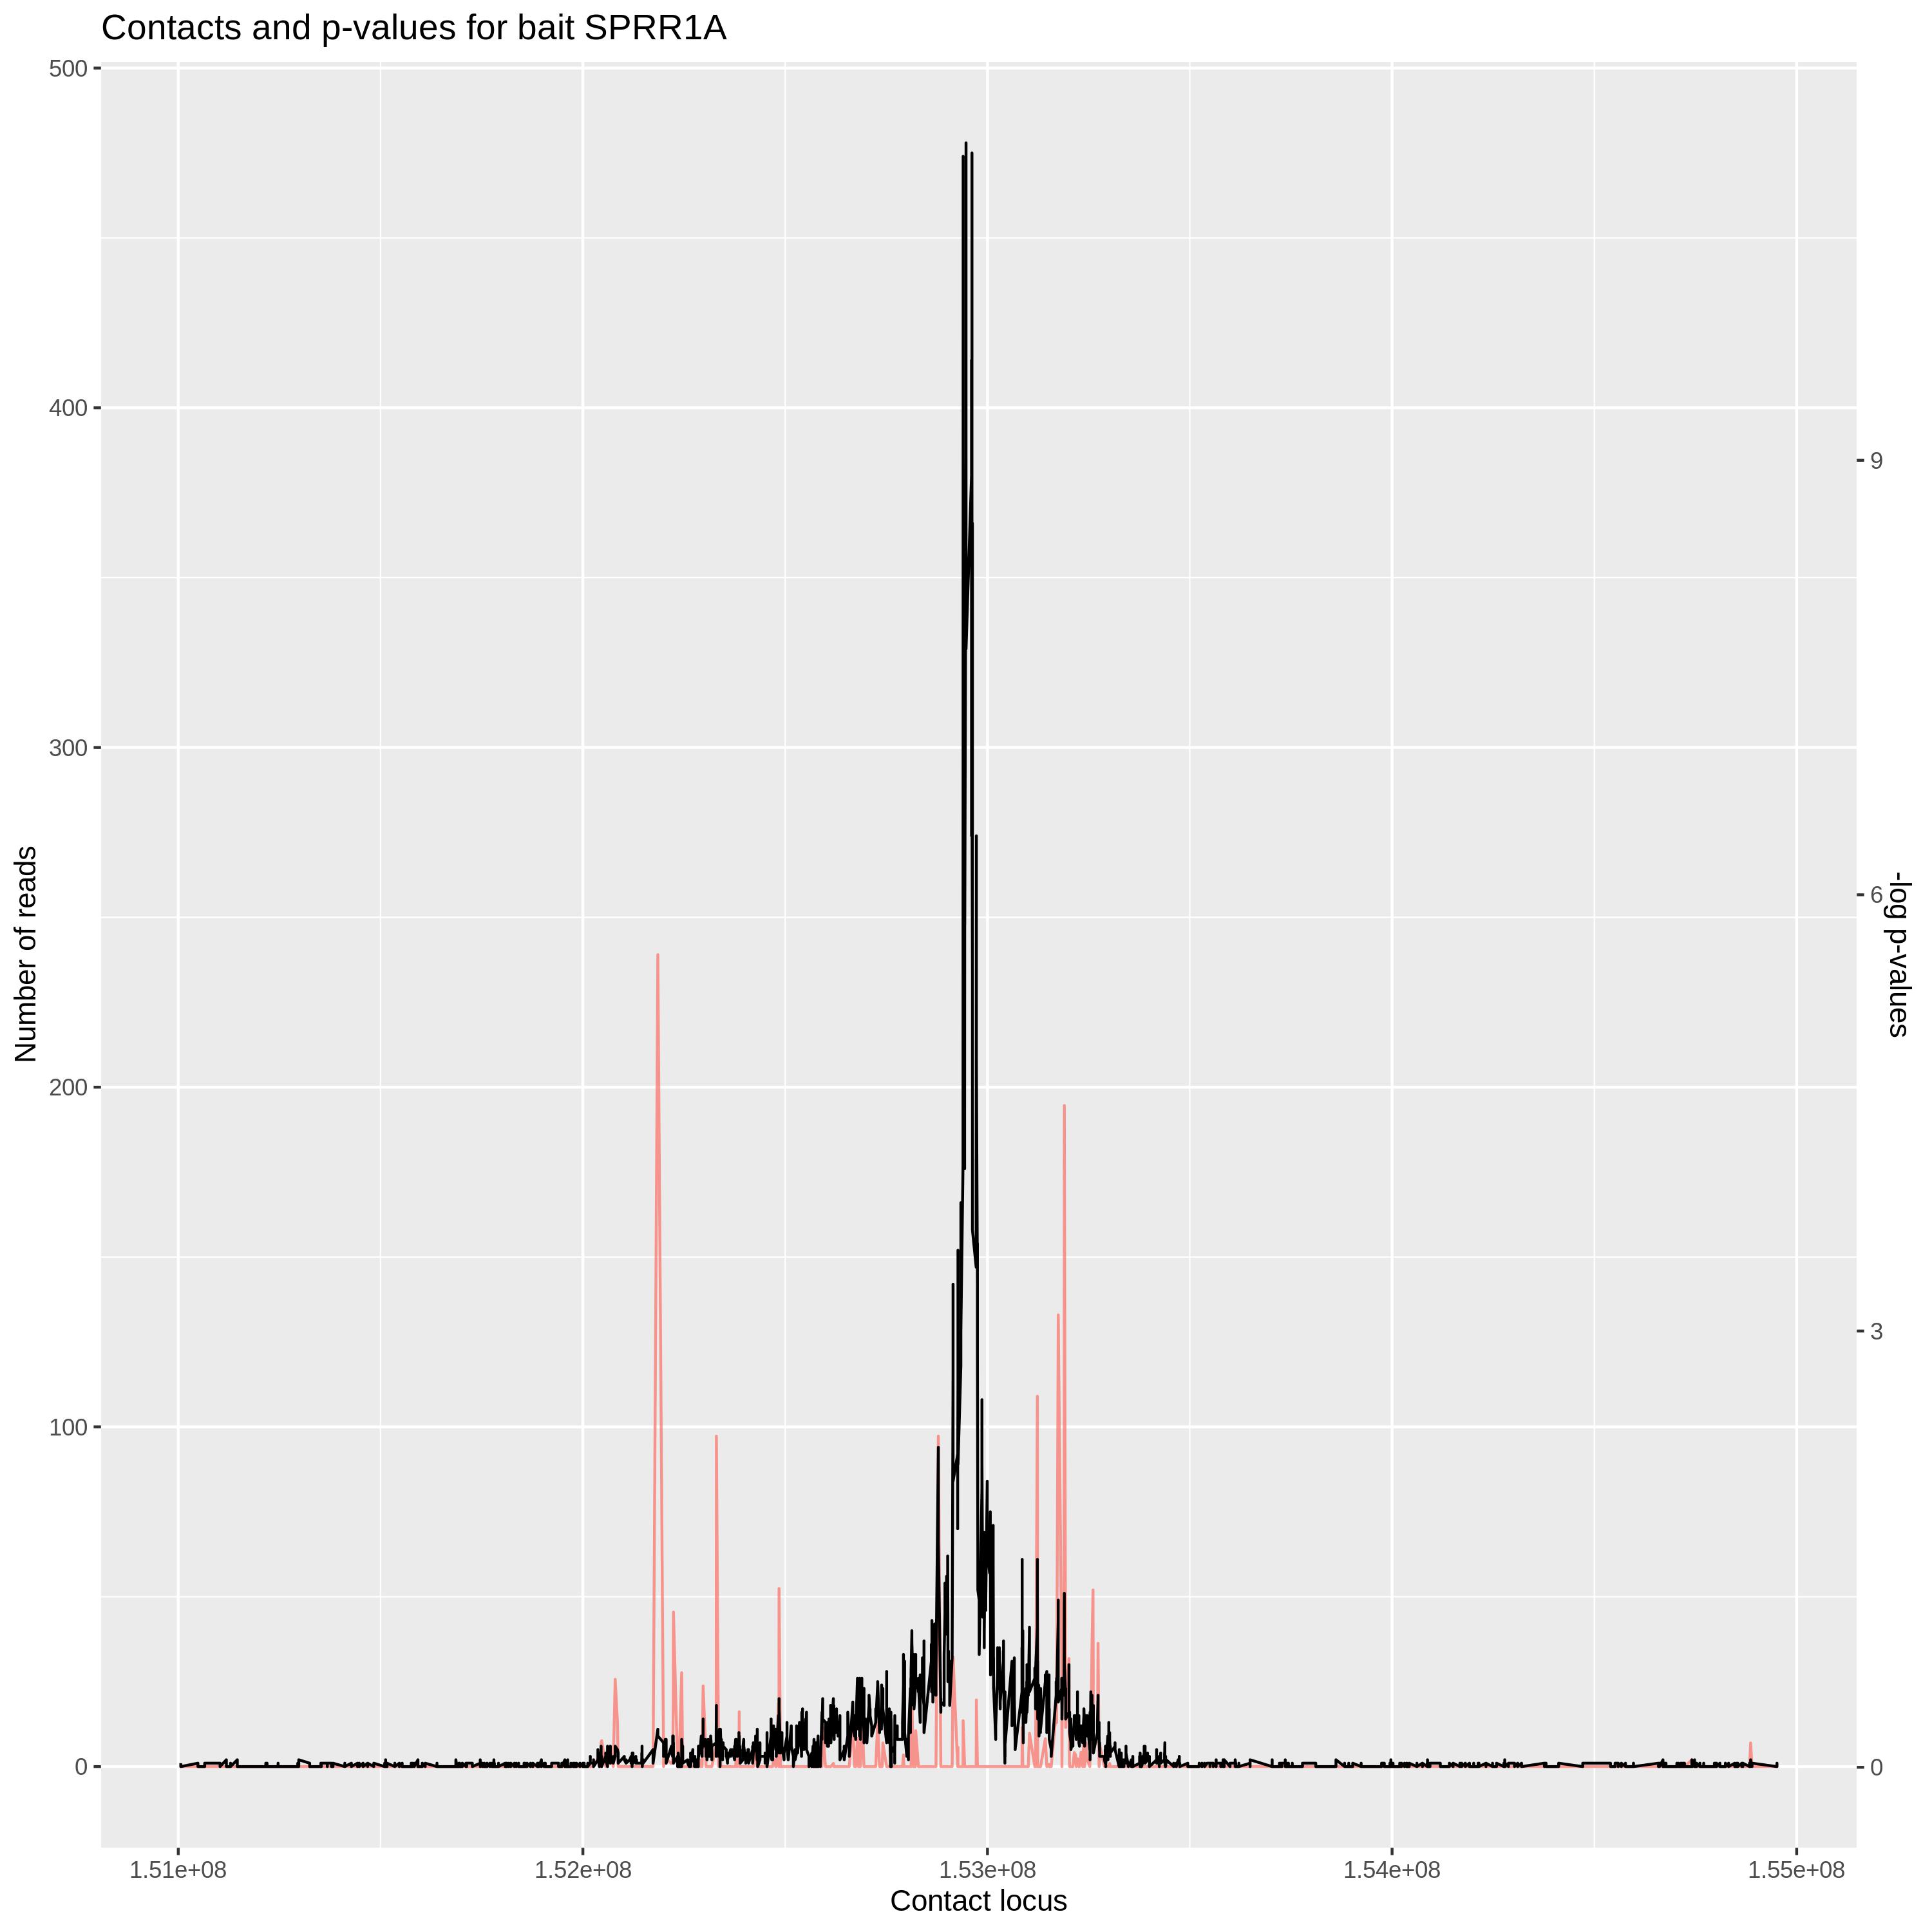 Contacts and p-values for bait SPRR1A
500
400
300
200
100
0
Number of reads
9
6
3
0
-log p-values
1.51e+08 1.52e+08 1.53e+08 1.54e+08 1.55e+08
Contact locus